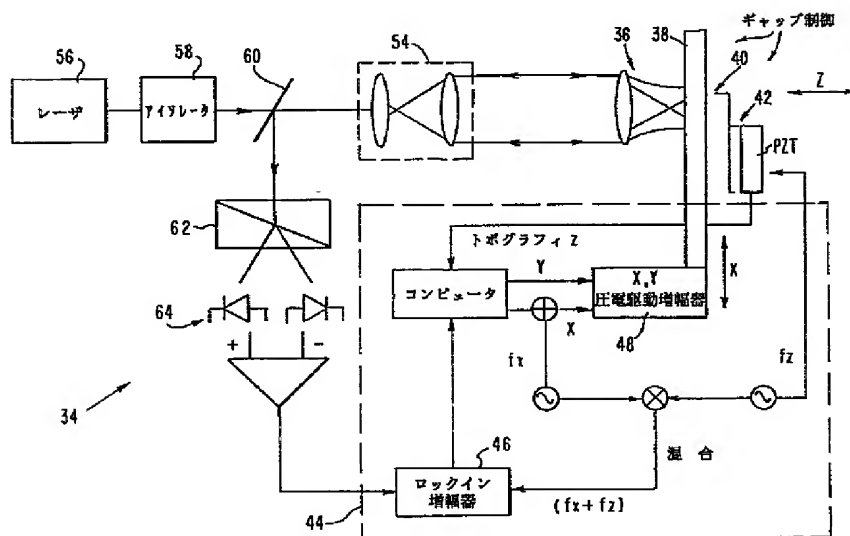 ギャップ制御
56
レーザ
58
アイソレータ
60
54
36
38
40
Z
42
PZT
62
トポグラフィ Z
X
コンピュータ
Y
X
X,Y
圧電駆動増幅器
48
64
+
-
fx
fz
34
混合
46
ロックイン
増幅器
(fx+fz)
44